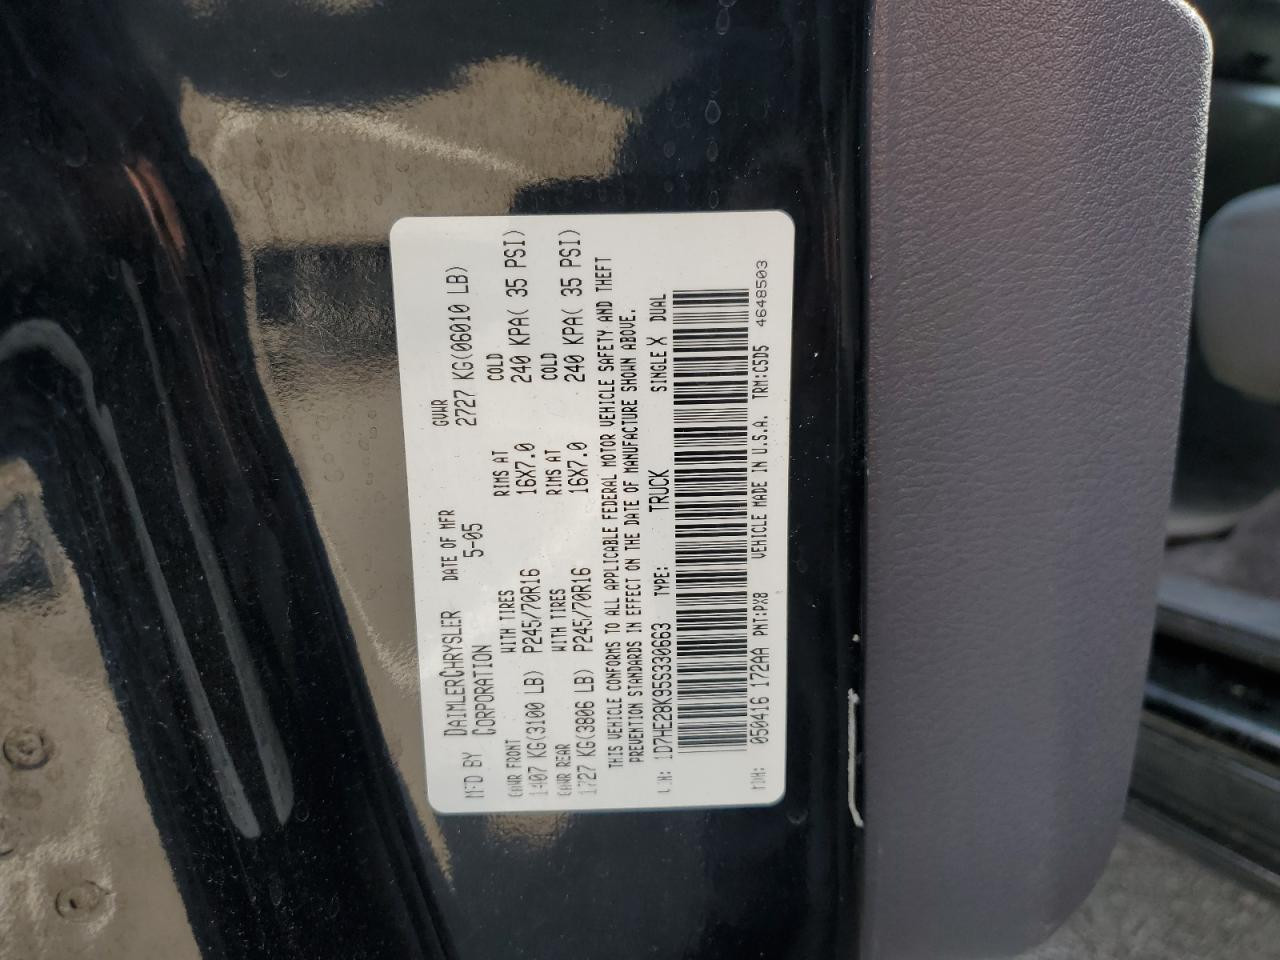 MFD BY DAIMLERCHRYSLER CORPORATION DATE OF MFR 5-05 GVWR 2727 KG(06010 LB)
GAWR FRONT WITH TIRES RIMS AT COLD
1407 KG(3100 LB) P245/70R16 16X7.0 240 KPA( 35 PSI)
GAWR REAR WITH TIRES RIMS AT COLD
1727 KG(3806 LB) P245/70R16 16X7.0 240 KPA( 35 PSI)
THIS VEHICLE CONFORMS TO ALL APPLICABLE FEDERAL MOTOR VEHICLE SAFETY AND THEFT
PREVENTION STANDARDS IN EFFECT ON THE DATE OF MANUFACTURE SHOWN ABOVE.
1D7HE28K95S330663 TYPE: TRUCK SINGLE X DUAL
MDH: 050416 172AA PNT:PX8 VEHICLE MADE IN U.S.A. TRM:C5D5 4648503